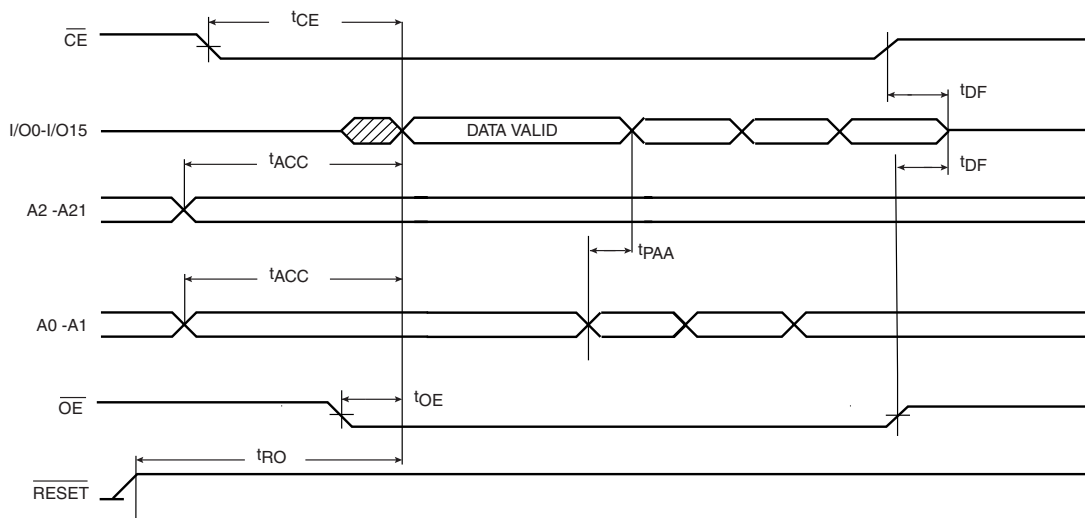 tCE
CE
tDF
I/O0-I/O15
DATA VALID
tACC
tDF
A2 -A21
tPAA
tACC
A0 -A1
tOE
OE
tRO
RESET